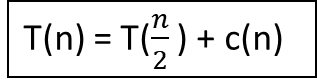 T(n) = T(n/2) + c(n)